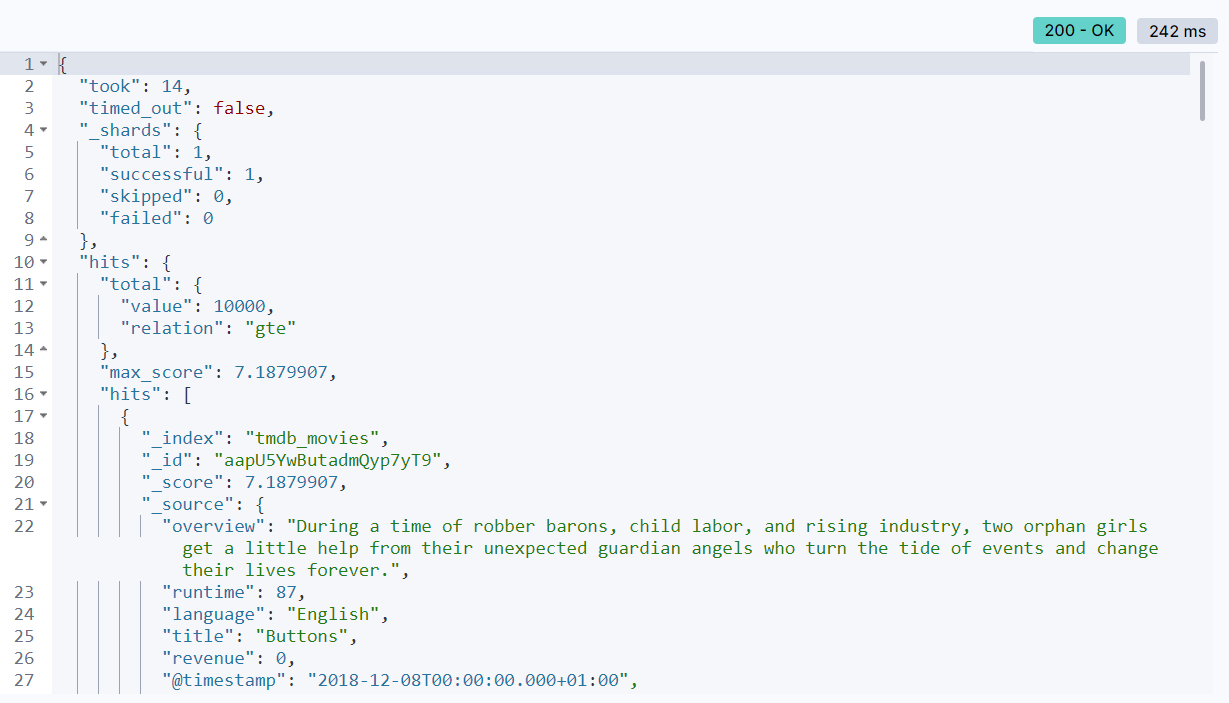 200 - OK 242 ms
1 {
2 "took": 14,
3 "timed_out": false,
4 "_shards": {
5 "total": 1,
6 "successful": 1,
7 "skipped": 0,
8 "failed": 0
9 },
10 "hits": {
11 "total": {
12 "value": 10000,
13 "relation": "gte"
14 },
15 "max_score": 7.1879907,
16 "hits": [
17 {
18 "_index": "tmdb_movies",
19 "_id": "aapU5YwButadmQyp7yT9",
20 "_score": 7.1879907,
21 "_source": {
22 "overview": "During a time of robber barons, child labor, and rising industry, two orphan girls
get a little help from their unexpected guardian angels who turn the tide of events and change
their lives forever.",
23 "runtime": 87,
24 "language": "English",
25 "title": "Buttons",
26 "revenue": 0,
27 "@timestamp": "2018-12-08T00:00:00.000+01:00",